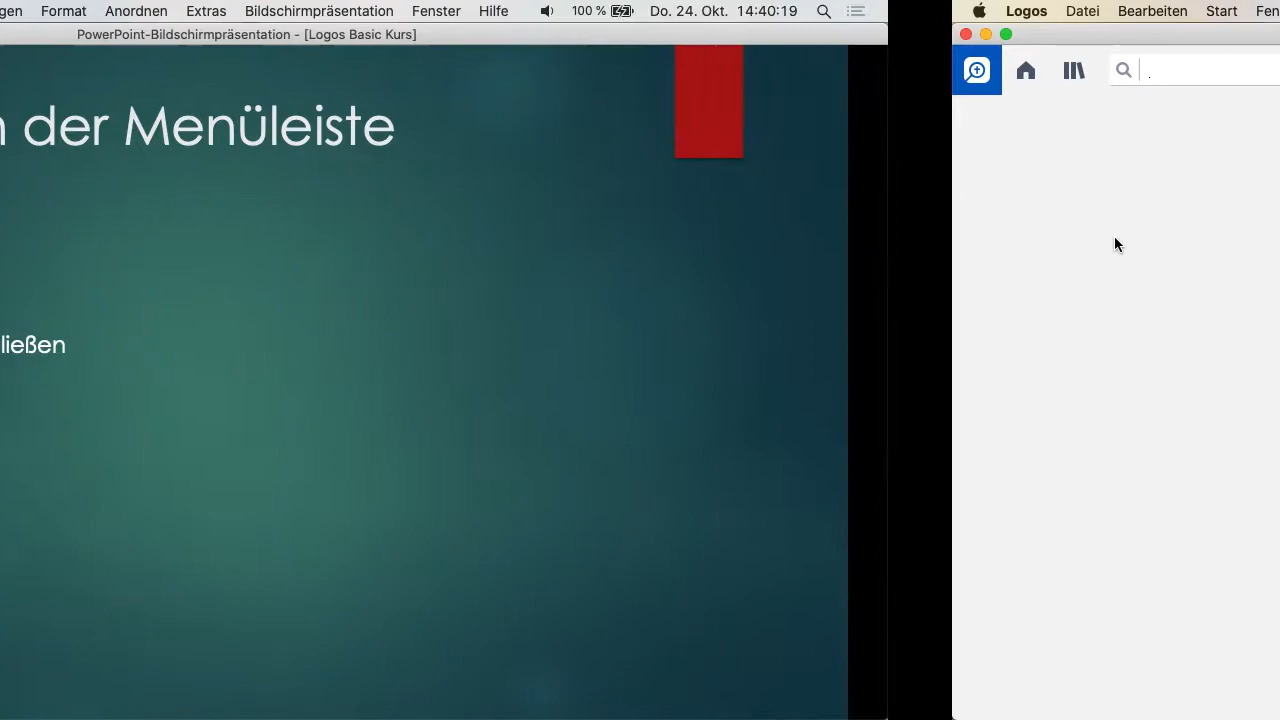 gen Format Anordnen Extras Bildschirmpräsentation Fenster Hilfe 100 % Do. 24. Okt. 14:40:19
PowerPoint-Bildschirmpräsentation - [Logos Basic Kurs]
n der Menüleiste
ließen
Logos Datei Bearbeiten Start Fen
.